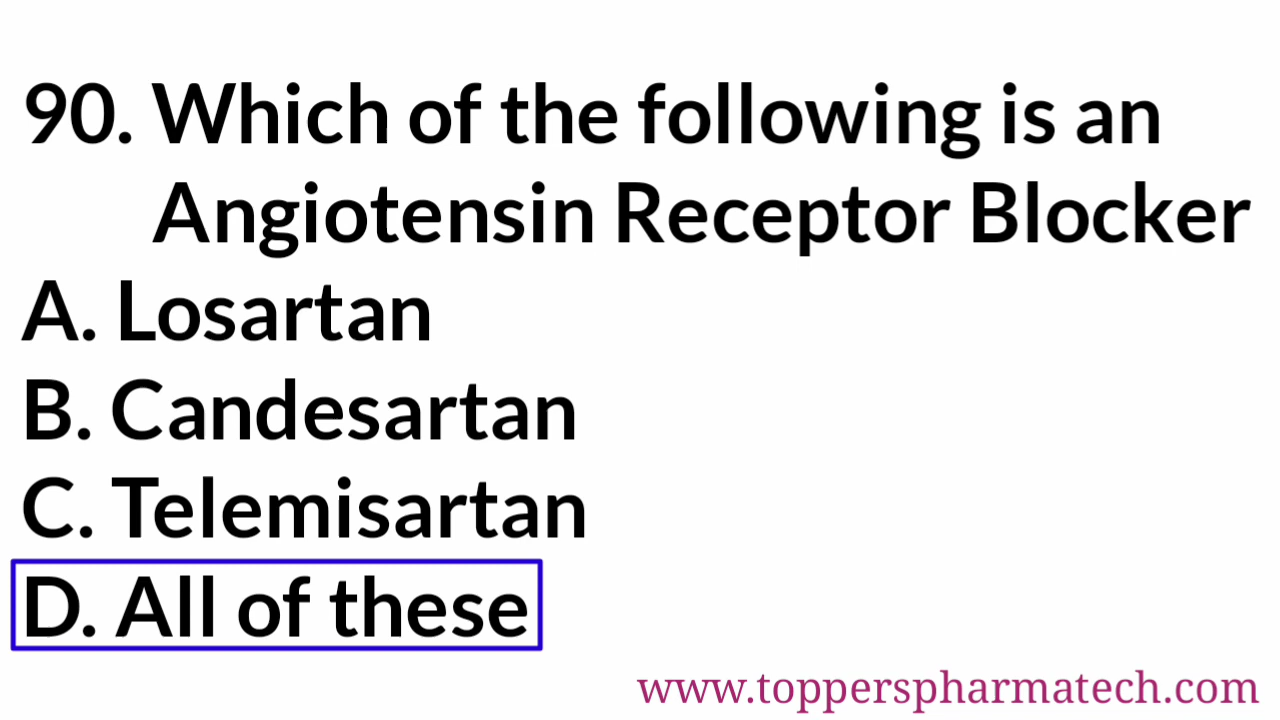 90. Which of the following is an
Angiotensin Receptor Blocker
A. Losartan
B. Candesartan
C. Telemisartan
D. All of these
www.topperspharmatech.com